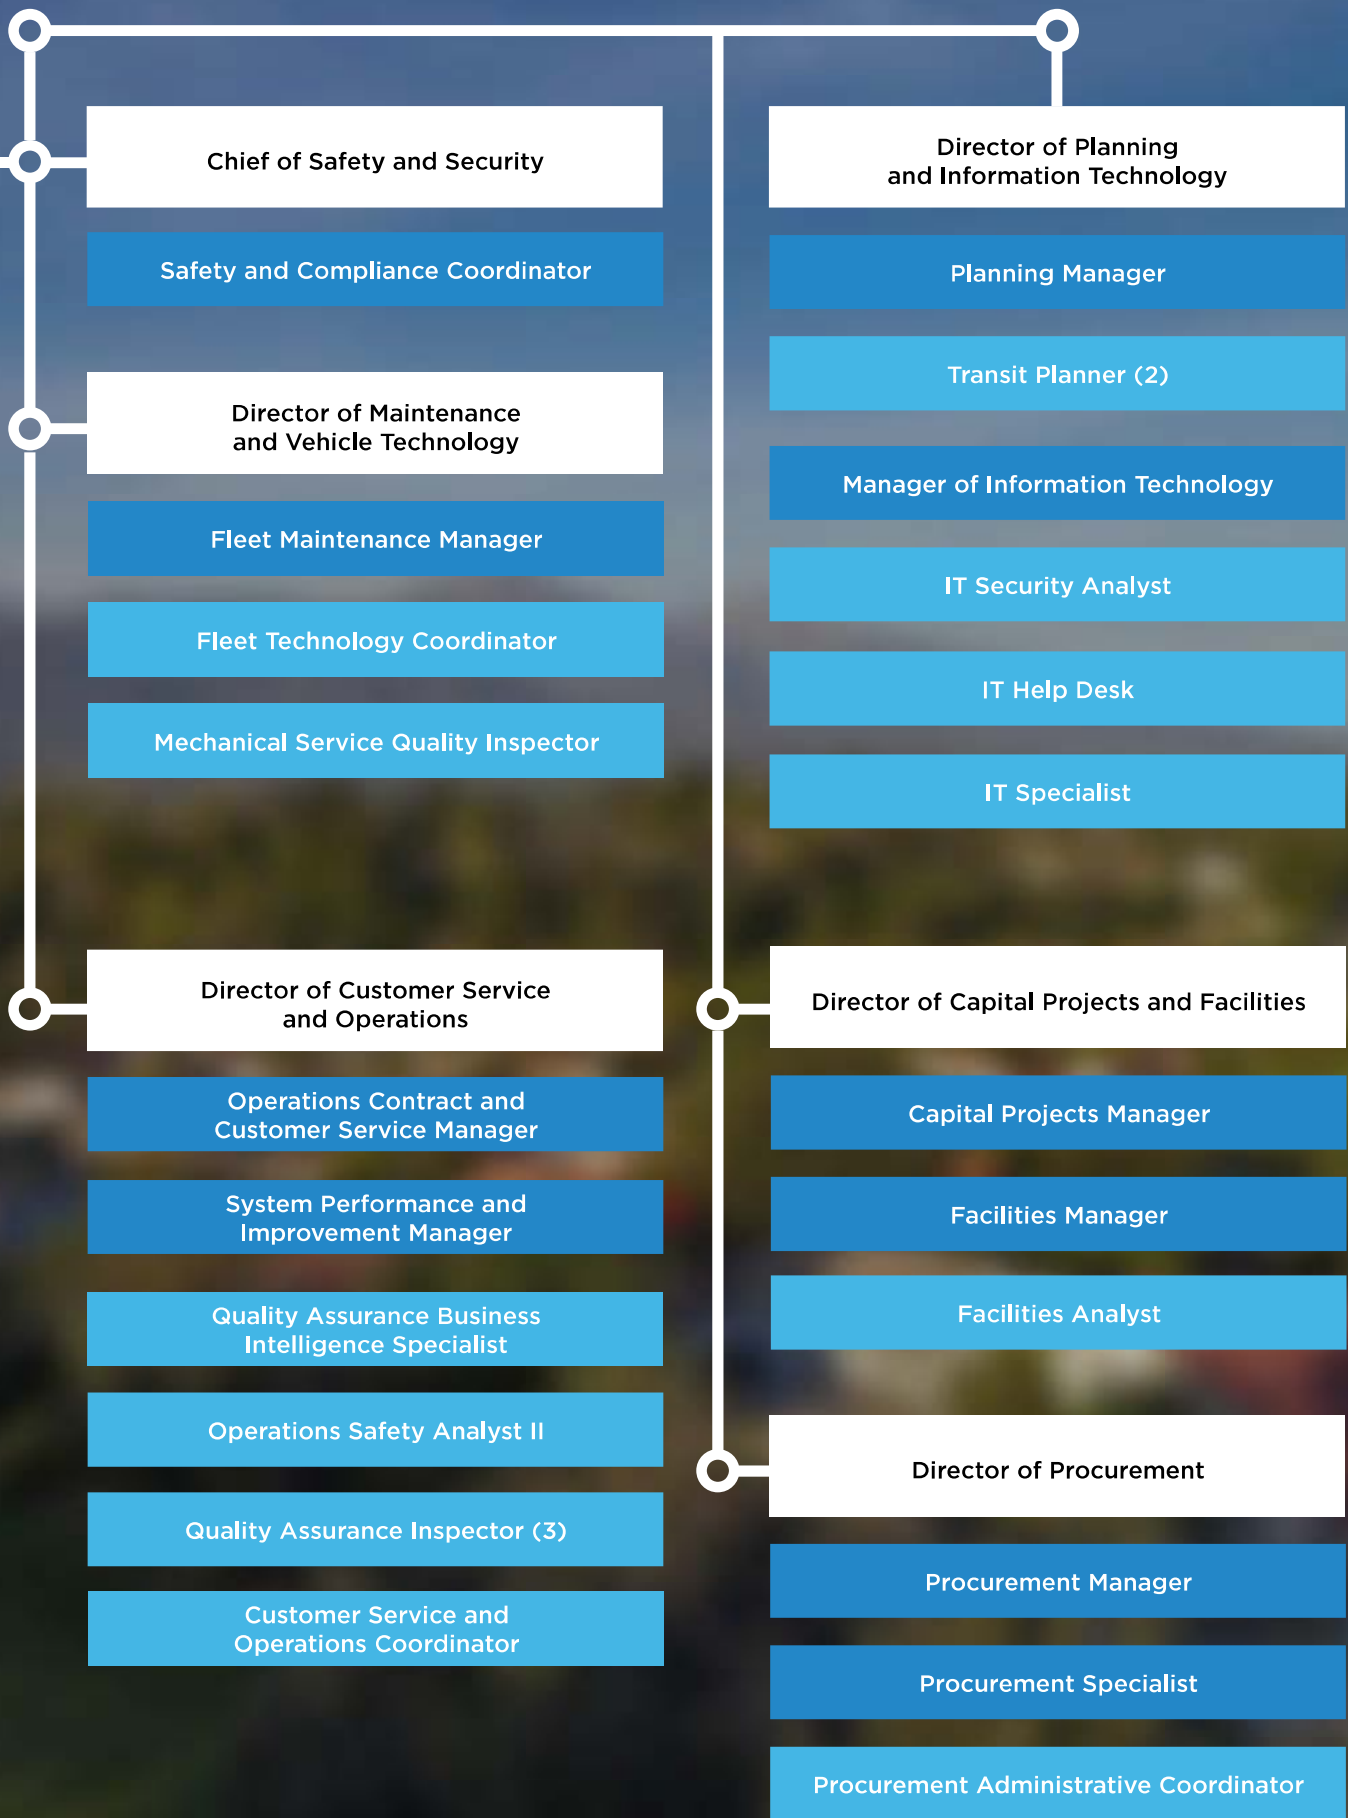 Chief of Safety and Security
Safety and Compliance Coordinator
Director of Maintenance
and Vehicle Technology
Fleet Maintenance Manager
Fleet Technology Coordinator
Mechanical Service Quality Inspector
Director of Customer Service
and Operations
Operations Contract and
Customer Service Manager
System Performance and
Improvement Manager
Quality Assurance Business
Intelligence Specialist
Operations Safety Analyst II
Quality Assurance Inspector (3)
Customer Service and
Operations Coordinator
Director of Planning
and Information Technology
Planning Manager
Transit Planner (2)
Manager of Information Technology
IT Security Analyst
IT Help Desk
IT Specialist
Director of Capital Projects and Facilities
Capital Projects Manager
Facilities Manager
Facilities Analyst
Director of Procurement
Procurement Manager
Procurement Specialist
Procurement Administrative Coordinator